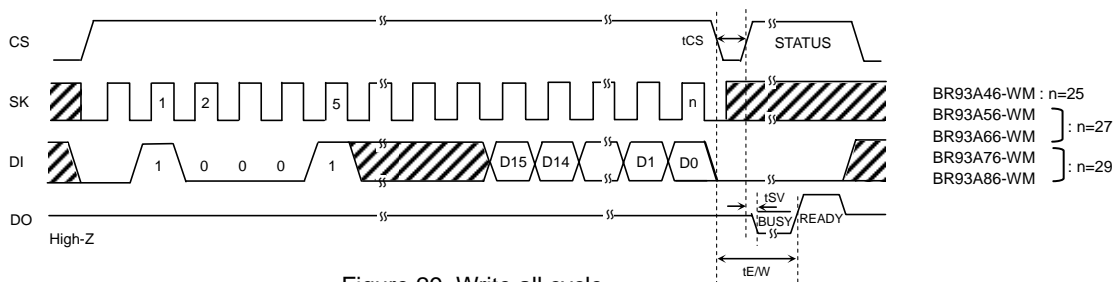 CS
tCS
STATUS
SK
1
2
5
n
BR93A46-WM : n=25
BR93A56-WM
BR93A66-WM
: n=27
BR93A76-WM
BR93A86-WM
: n=29
DI
1
0
0
0
1
D15
D14
D1
D0
tSV
DO
BUSY
READY
High-Z
tE/W